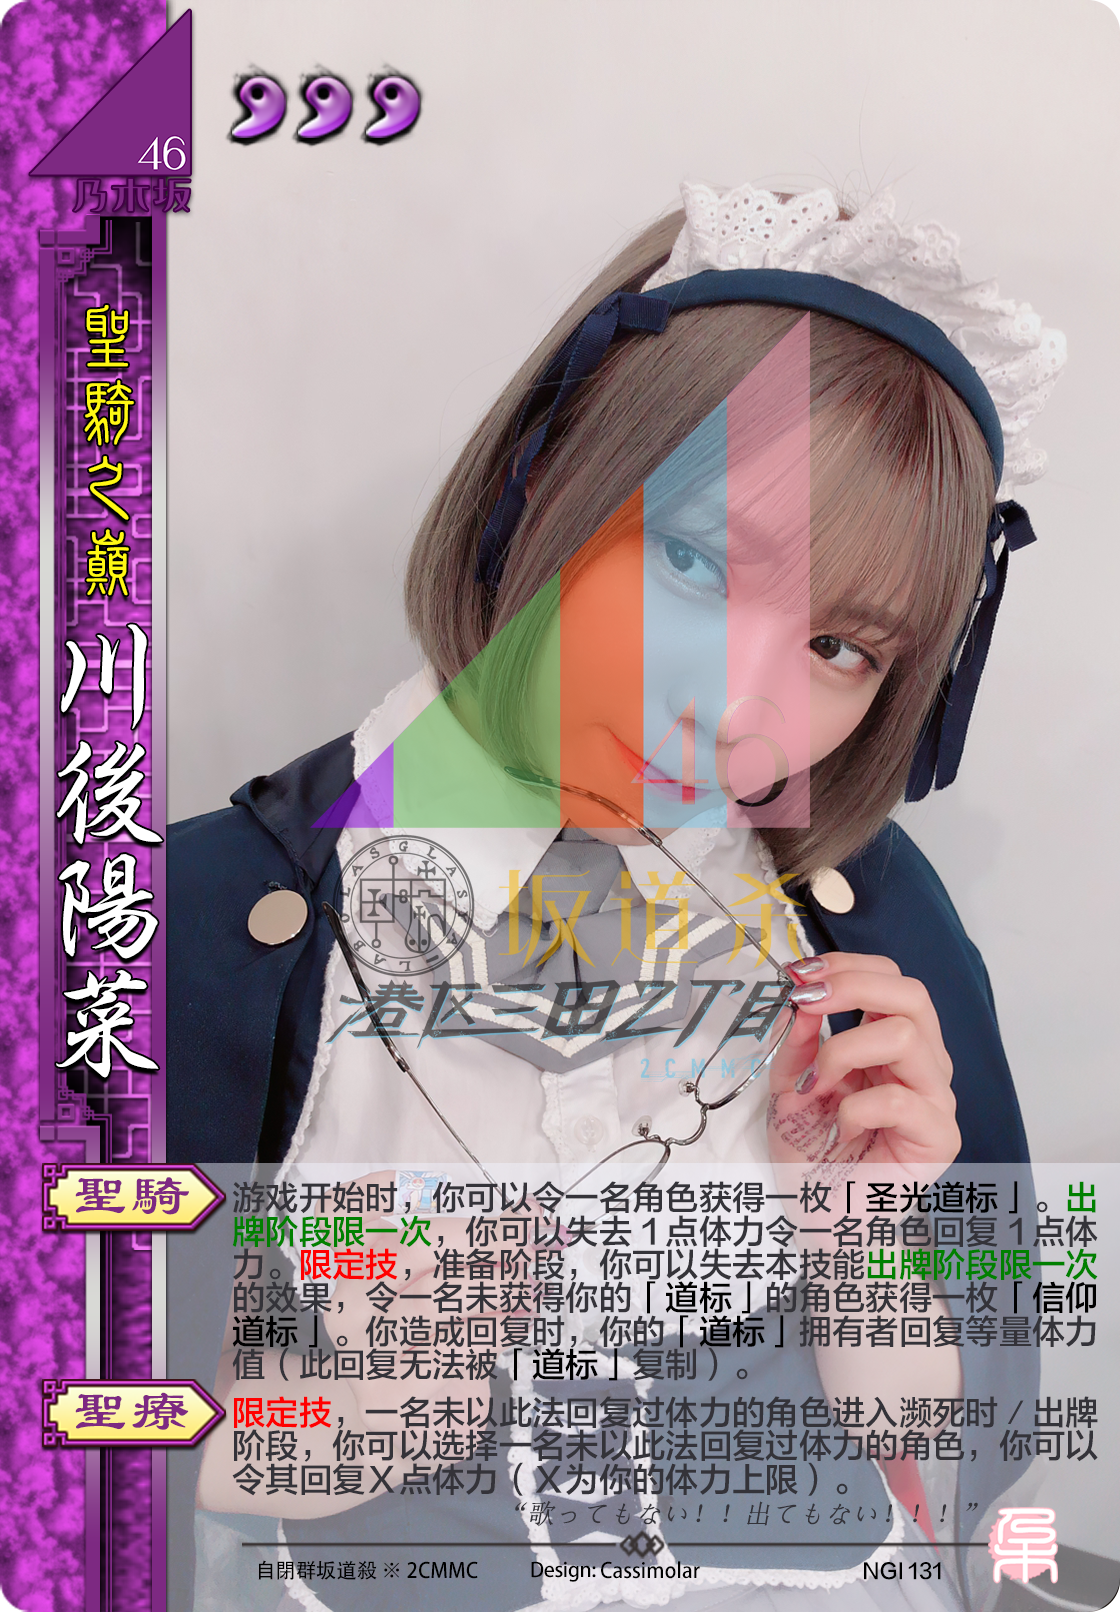 46
乃木坂
聖騎之巔
川後陽菜
46
LASGLAS
坂道杀
港区三田2丁目
2CMMC
聖騎
游戏开始时，你可以令一名角色获得一枚「圣光道标」。出
牌阶段限一次，你可以失去１点体力令一名角色回复１点体
力。限定技，准备阶段，你可以失去本技能出牌阶段限一次
的效果，令一名未获得你的「道标」的角色获得一枚「信仰
道标」。你造成回复时，你的「道标」拥有者回复等量体力
值（此回复无法被「道标」复制）。
聖療
限定技，一名未以此法回复过体力的角色进入濒死时／出牌
阶段，你可以选择一名未以此法回复过体力的角色，你可以
令其回复Ｘ点体力（Ｘ为你的体力上限）。
“歌ってもない！！出てもない！！！”
自閉群坂道殺 ※ 2CMMC Design: Cassimolar NGI 131